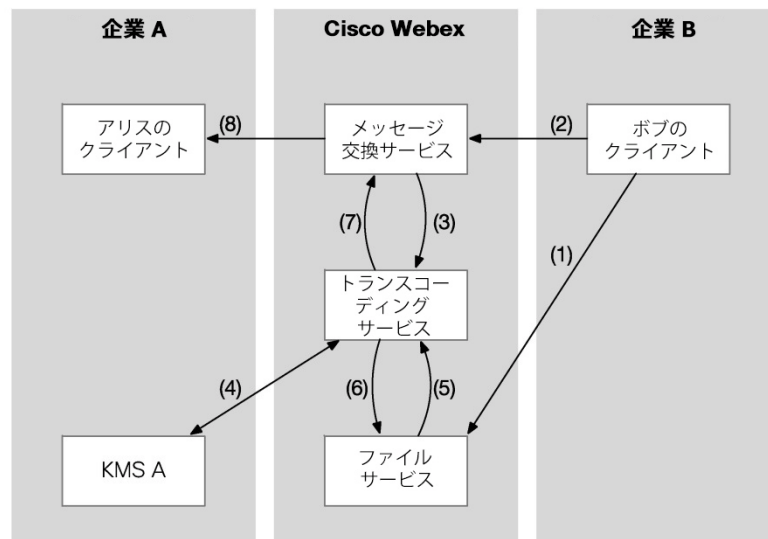 企業 A
Cisco Webex
企業 B
アリスの
クライアント
(8)
メッセージ
交換サービス
(2)
ボブの
クライアント
(7)
(3)
(1)
トランスコー
ディング
サービス
(4)
(6)
(5)
KMS A
ファイル
サービス